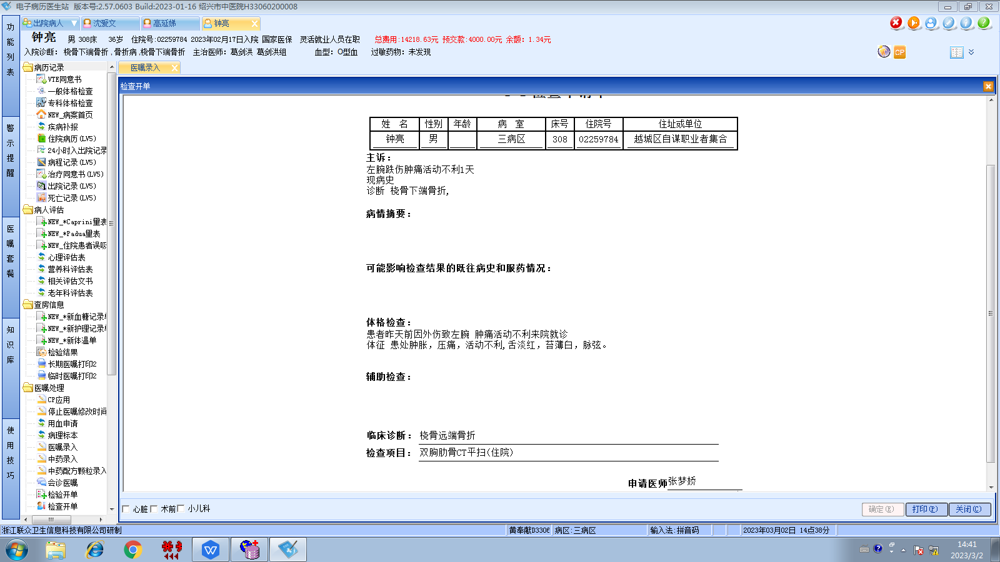 电子病历医生站 版本号:2.57.0603 Build:2023-01-16 绍兴市中医院H33060200008
出院病人 沈爱文 高延娣 钟亮
钟亮 男 308床 36岁 住院号:02259784 2023年02月17日入院 国家医保 灵活就业人员在职 总费用:14218.63元 预交款:4000.00元 余额: 1.34元
入院诊断: 桡骨下端骨折 , 骨折病 ,桡骨下端骨折 主治医师: 葛剑洪 葛剑洪组 血型: O型血 过敏药物: 未发现
CP
功能列表
警示提醒
医嘱套餐
知识库
使用技巧
病历记录
VTE同意书
一般体格检查
专科体格检查
NEW_病案首页
疾病补报
住院病历(LV5)
24小时入出院记录
病程记录(LV5)
治疗同意书(LV5)
出院记录(LV5)
死亡记录(LV5)
病人评估
NEW_*Caprini量表
NEW_*Padua量表
NEW_住院患者误吸
心理评估表
营养科评估表
相关评估文书
老年科评估表
查房信息
NEW_*新血糖记录单
NEW_*新护理记录单
NEW_*新体温单
检验结果
长期医嘱打印2
临时医嘱打印2
医嘱处理
CP应用
停止医嘱修改时间
用血申请
病理标本
医嘱录入
中药录入
中药配方颗粒录入
会诊医嘱
检验开单
检查开单
医嘱录入
检查开单
姓 名 性别 年龄 病 室 床号 住院号 住址或单位
钟亮 男 三病区 308 02259784 越城区自谋职业者集合
主诉:
左腕跌伤肿痛活动不利1天
现病史
诊断 桡骨下端骨折,
病情摘要:
可能影响检查结果的既往病史和服药情况:
体格检查:
患者昨天前因外伤致左腕 肿痛活动不利来院就诊
体征 患处肿胀，压痛，活动不利,舌淡红，苔薄白，脉弦。
辅助检查:
临床诊断: 桡骨远端骨折
检查项目: 双胸肋骨CT平扫(住院)
申请医师张梦娇
心脏 术前 小儿科
确定(E) 打印(P) 关闭(C)
浙江联众卫生信息科技有限公司研制 黄奉献D3306 病区:三病区 输入法:拼音码 2023年03月02日 14点38分
14:41
2023/3/2